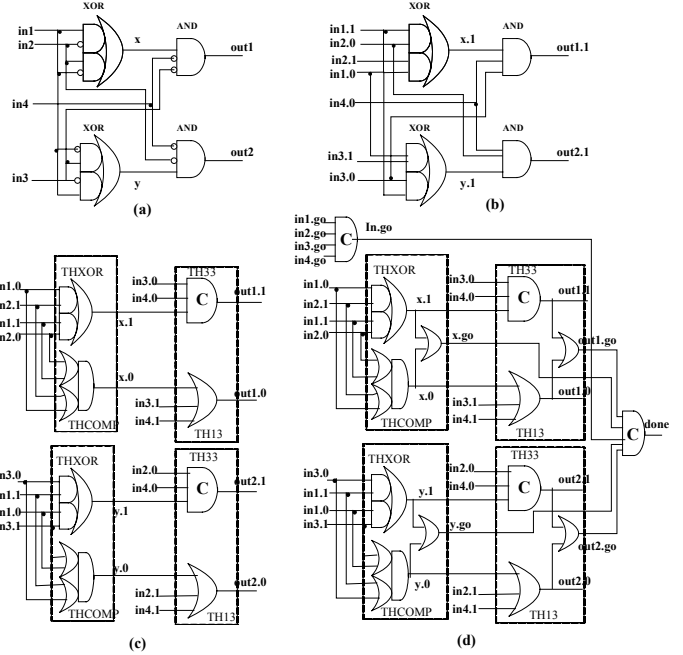 XOR
AND
in1
in2
x
out1
in4
XOR
AND
out2
in3
y
(a)
XOR
AND
in1.1
in2.0
in2.1
in1.0
x.1
out1.1
in4.0
XOR
AND
in3.1
in3.0
out2.1
y.1
(b)
THXOR
TH33
in1.0
in2.1
in1.1
in2.0
in3.0
in4.0
C
out1.1
x.1
x.0
in3.1
in4.1
out1.0
THCOMP
TH13
THXOR
TH33
in3.0
in1.1
in1.0
in3.1
in2.0
in4.0
C
out2.1
y.1
y.0
in2.1
in4.1
out2.0
THCOMP
TH13
(c)
in1.go
in2.go
in3.go
in4.go
C
In.go
THXOR
TH33
in1.0
in2.1
in1.1
in2.0
in3.0
in4.0
C
out1.1
x.1
x.go
out1.go
x.0
in3.1
in4.1
out1.0
THCOMP
TH13
C
done
THXOR
TH33
in3.0
in1.1
in1.0
in3.1
in2.0
in4.0
C
out2.1
y.1
y.go
out2.go
y.0
in2.1
in4.1
out2.0
THCOMP
TH13
(d)